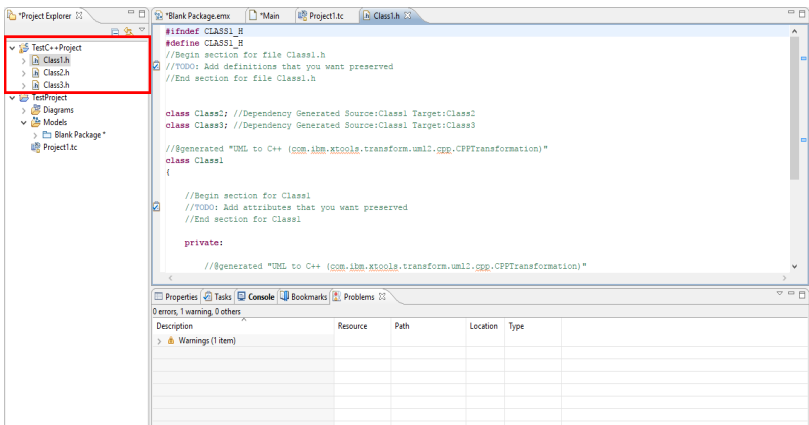 *Project Explorer
TestC++Project
Class1.h
Class2.h
Class3.h
TestProject
Diagrams
Models
Blank Package *
Project1.tc
*Blank Package.emx *Main Project1.tc Class1.h
#ifndef CLASS1_H
#define CLASS1_H
//Begin section for file Class1.h
//TODO: Add definitions that you want preserved
//End section for file Class1.h
class Class2; //Dependency Generated Source:Class1 Target:Class2
class Class3; //Dependency Generated Source:Class1 Target:Class3
//@generated "UML to C++ (com.ibm.xtools.transform.uml2.cpp.CPPTransformation)"
class Class1
{
//Begin section for Class1
//TODO: Add attributes that you want preserved
//End section for Class1
private:
//@generated "UML to C++ (com.ibm.xtools.transform.uml2.cpp.CPPTransformation)"
Properties Tasks Console Bookmarks Problems
0 errors, 1 warning, 0 others
Description Resource Path Location Type
Warnings (1 item)